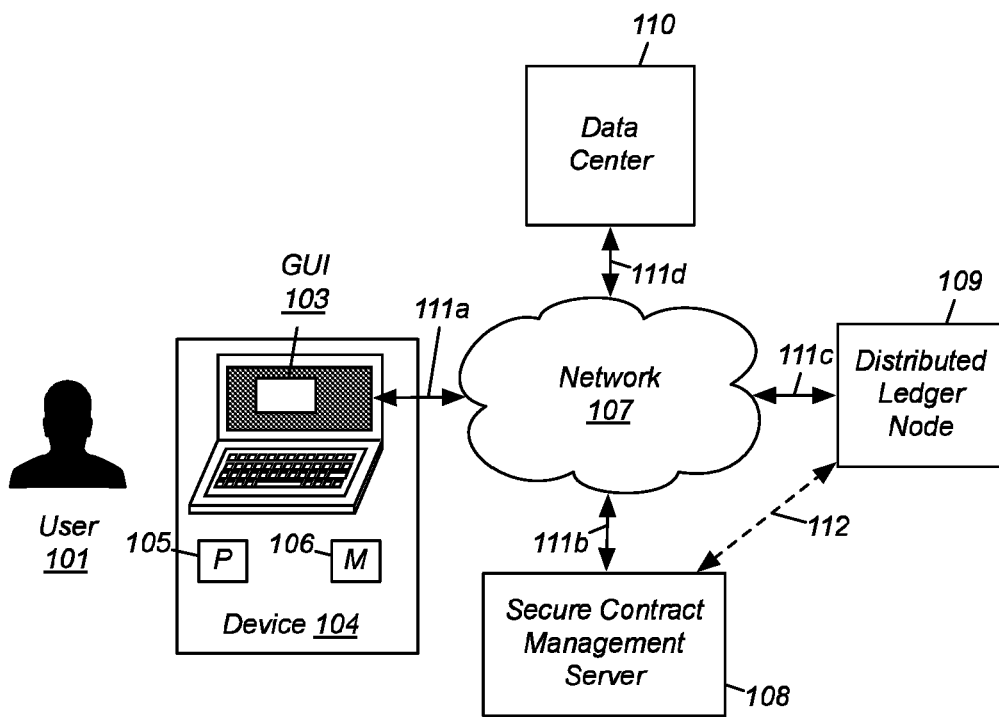 110
Data
Center
111d
GUI
103
111a
109
Network
107
111c
Distributed
Ledger
Node
User
101
105
P
106
M
Device 104
111b
112
Secure Contract
Management
Server
108